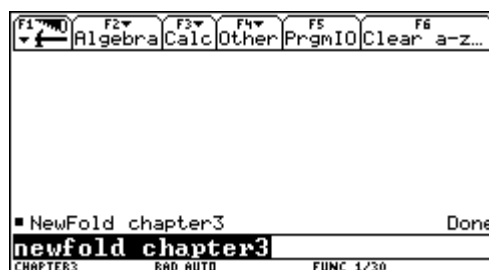 F1 F2 Algebra F3 Calc F4 Other F5 PrgmIO F6 Clear a-z…
NewFold chapter3 Done
newfold chapter3
CHAPTER3 RAD AUTO FUNC 1/30